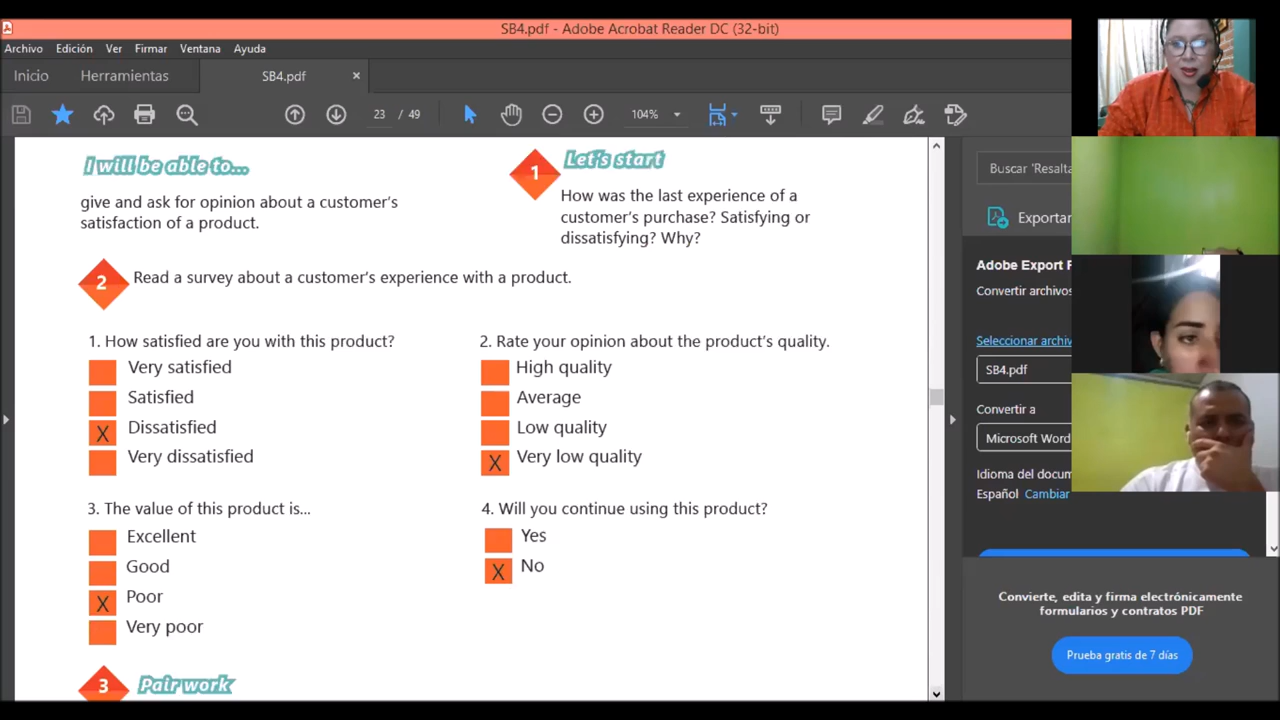 SB4.pdf - Adobe Acrobat Reader DC (32-bit)
Archivo Edición Ver Firmar Ventana Ayuda
Inicio Herramientas SB4.pdf ×
23 / 49 104%
I will be able to...
give and ask for opinion about a customer's
satisfaction of a product.
1 Let's start
How was the last experience of a
customer's purchase? Satisfying or
dissatisfying? Why?
2 Read a survey about a customer's experience with a product.
1. How satisfied are you with this product?
Very satisfied
Satisfied
X Dissatisfied
Very dissatisfied
2. Rate your opinion about the product's quality.
High quality
Average
Low quality
X Very low quality
3. The value of this product is...
Excellent
Good
X Poor
Very poor
4. Will you continue using this product?
Yes
X No
3 Pair work
Buscar 'Resalta
Exportar
Adobe Export
Convertir archivos
Seleccionar archiv
SB4.pdf
Convertir a
Microsoft Word
Idioma del docum
Español Cambiar
Convierte, edita y firma electrónicamente
formularios y contratos PDF
Prueba gratis de 7 días